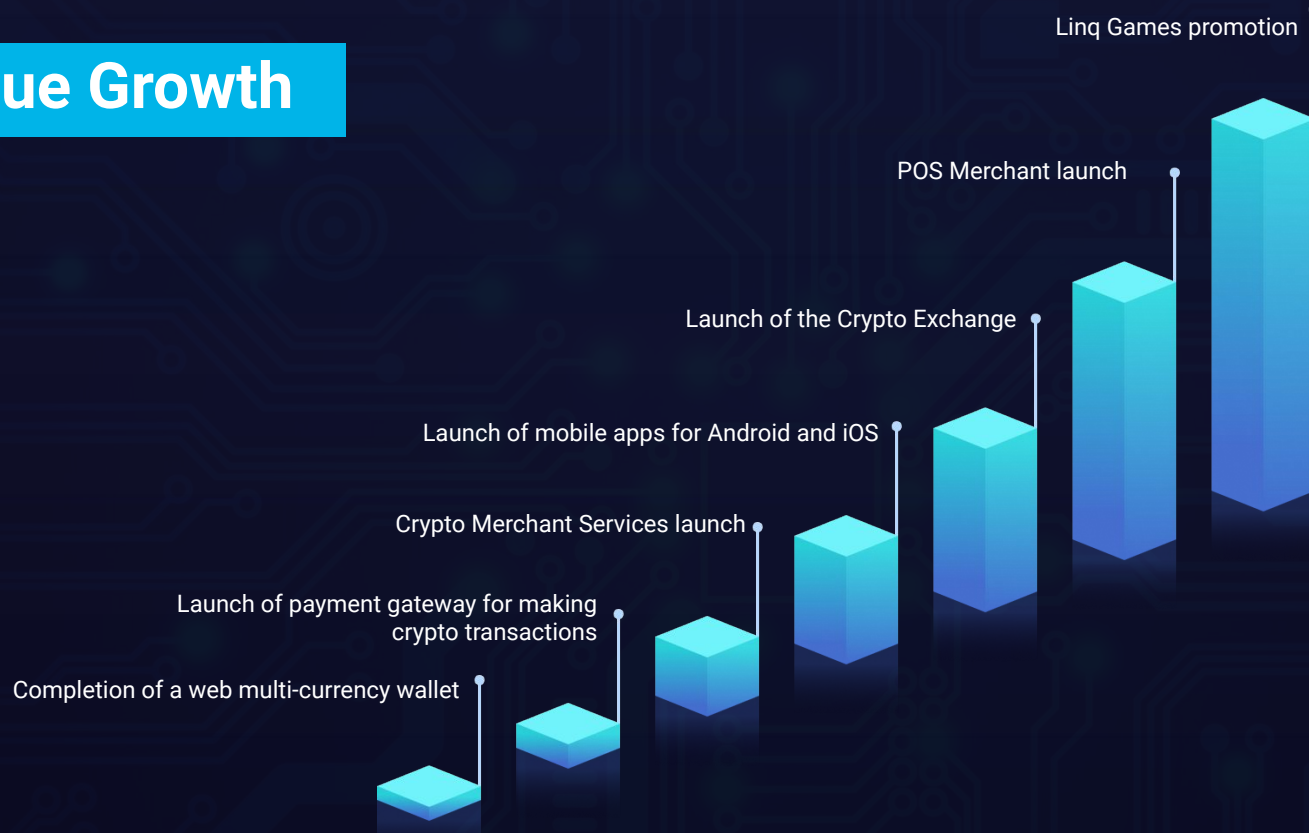 ue Growth
Linq Games promotion
POS Merchant launch
Launch of the Crypto Exchange
Launch of mobile apps for Android and iOS
Crypto Merchant Services launch
Launch of payment gateway for making
crypto transactions
Completion of a web multi-currency wallet